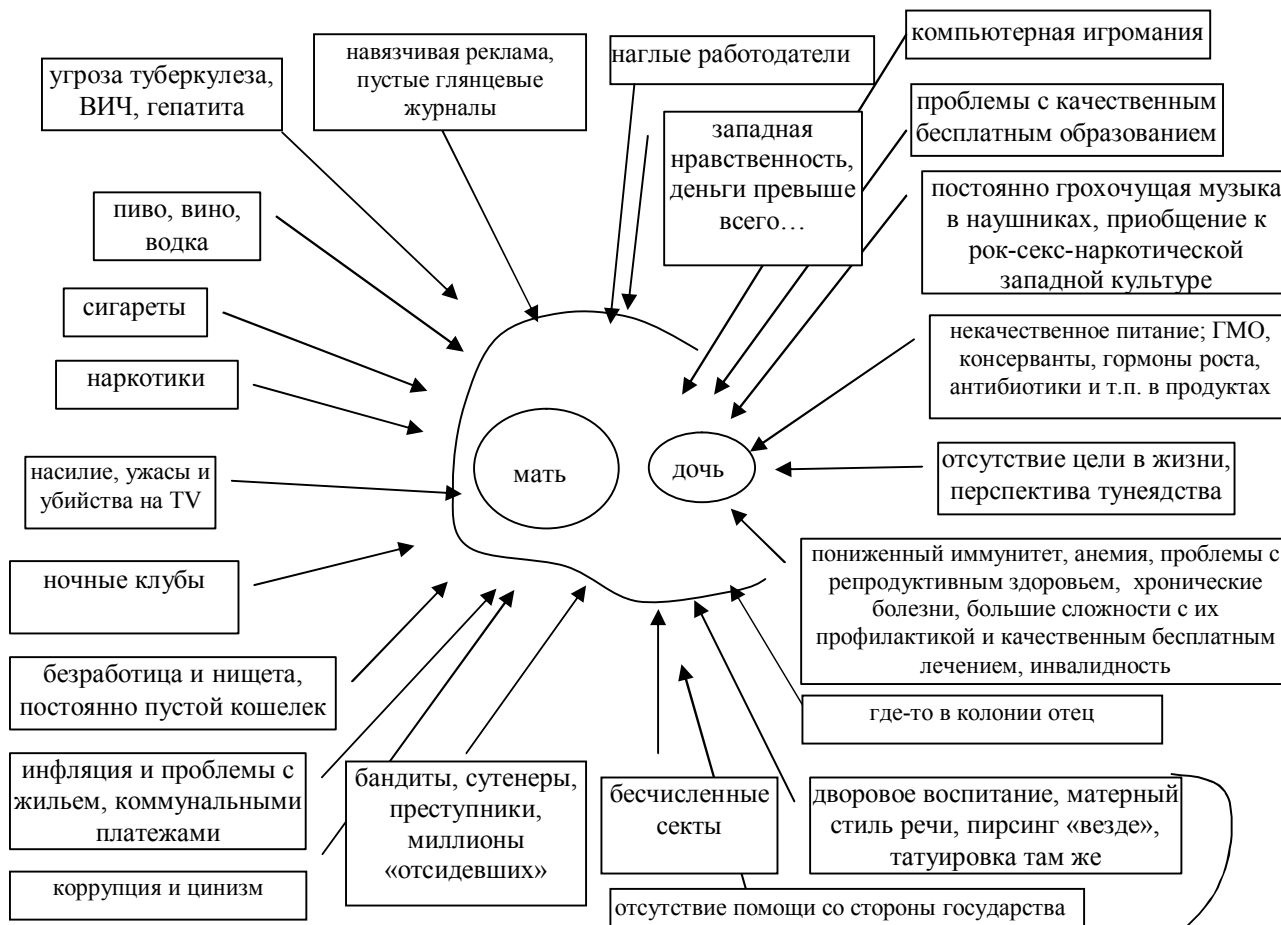 угроза туберкулеза,
ВИЧ, гепатита
навязчивая реклама,
пустые глянцевые
журналы
наглые работодатели
компьютерная игромания
западная
нравственность,
деньги превыше
всего…
проблемы с качественным
бесплатным образованием
пиво, вино,
водка
постоянно грохочущая музыка
в наушниках, приобщение к
рок-секс-наркотической
западной культуре
сигареты
некачественное питание; ГМО,
консерванты, гормоны роста,
антибиотики и т.п. в продуктах
наркотики
мать
дочь
отсутствие цели в жизни,
перспектива тунеядства
насилие, ужасы и
убийства на TV
ночные клубы
пониженный иммунитет, анемия, проблемы с
репродуктивным здоровьем, хронические
болезни, большие сложности с их
профилактикой и качественным бесплатным
лечением, инвалидность
безработица и нищета,
постоянно пустой кошелек
где-то в колонии отец
инфляция и проблемы с
жильем, коммунальными
платежами
бандиты, сутенеры,
преступники,
миллионы
«отсидевших»
бесчисленные
секты
дворовое воспитание, матерный
стиль речи, пирсинг «везде»,
татуировка там же
коррупция и цинизм
отсутствие помощи со стороны государства